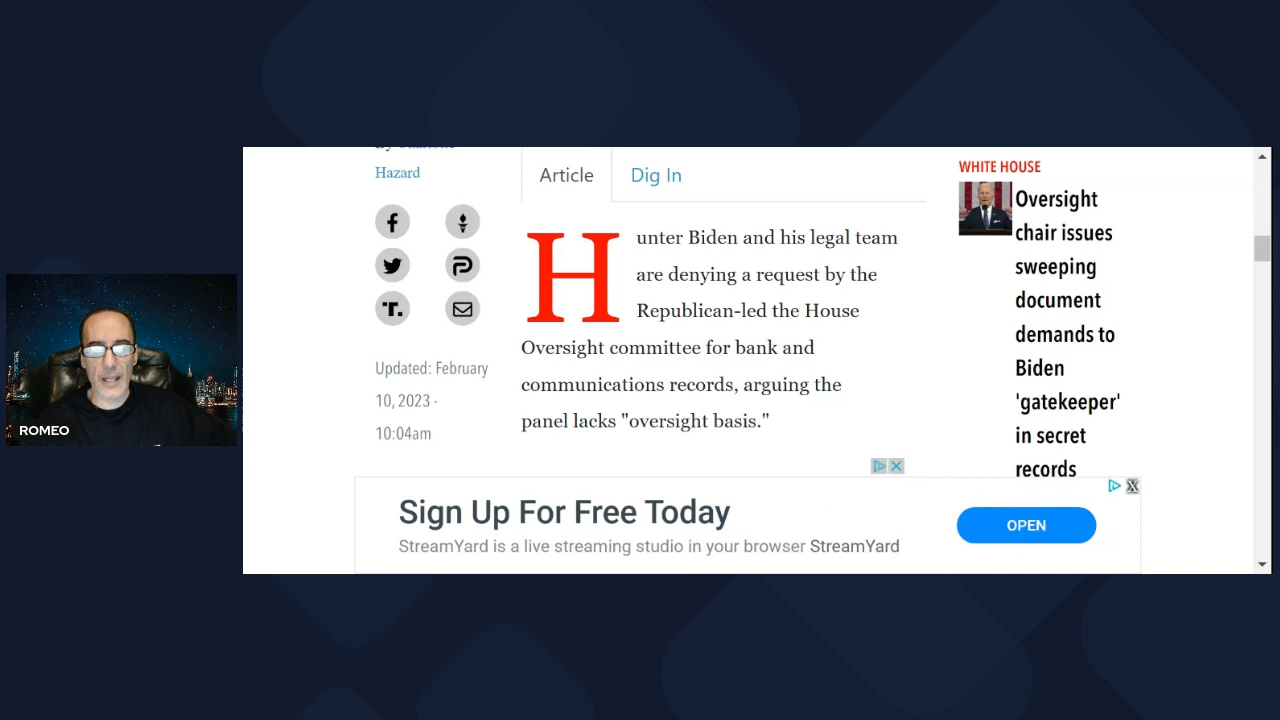 Hazard
Updated: February
10, 2023 -
10:04am
Article
Dig In
Hunter Biden and his legal team
are denying a request by the
Republican-led the House
Oversight committee for bank and
communications records, arguing the
panel lacks "oversight basis."
WHITE HOUSE
Oversight
chair issues
sweeping
document
demands to
Biden
'gatekeeper'
in secret
records
Sign Up For Free Today
StreamYard is a live streaming studio in your browser StreamYard
OPEN
ROMEO